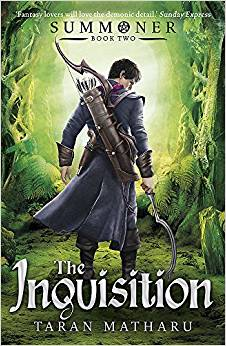 'Fantasy lovers will love the demonic detail.' Sunday Express
SUMMONER
BOOK TWO
The
Inquisition
TARAN MATHARU